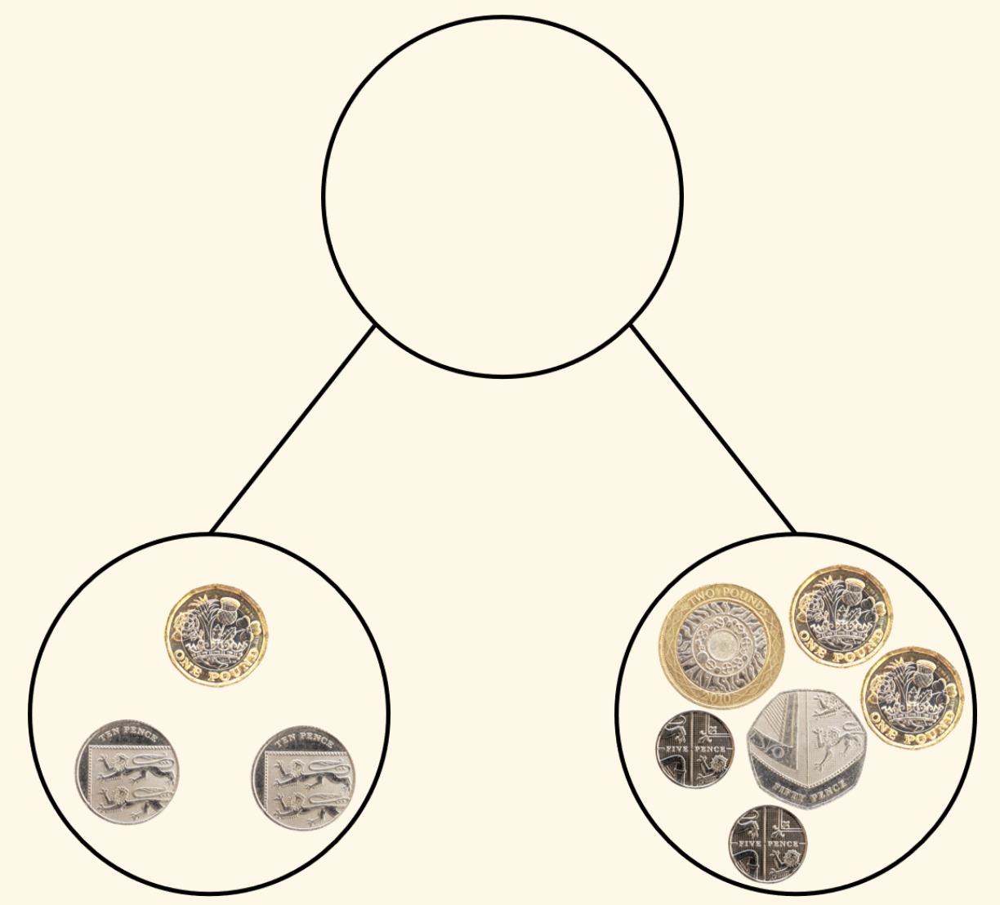 ONE POUND
TEN PENCE
TEN PENCE
TWO POUNDS
2010
ONE POUND
ONE POUND
FIVE PENCE
FIFTY PENCE
FIVE PENCE